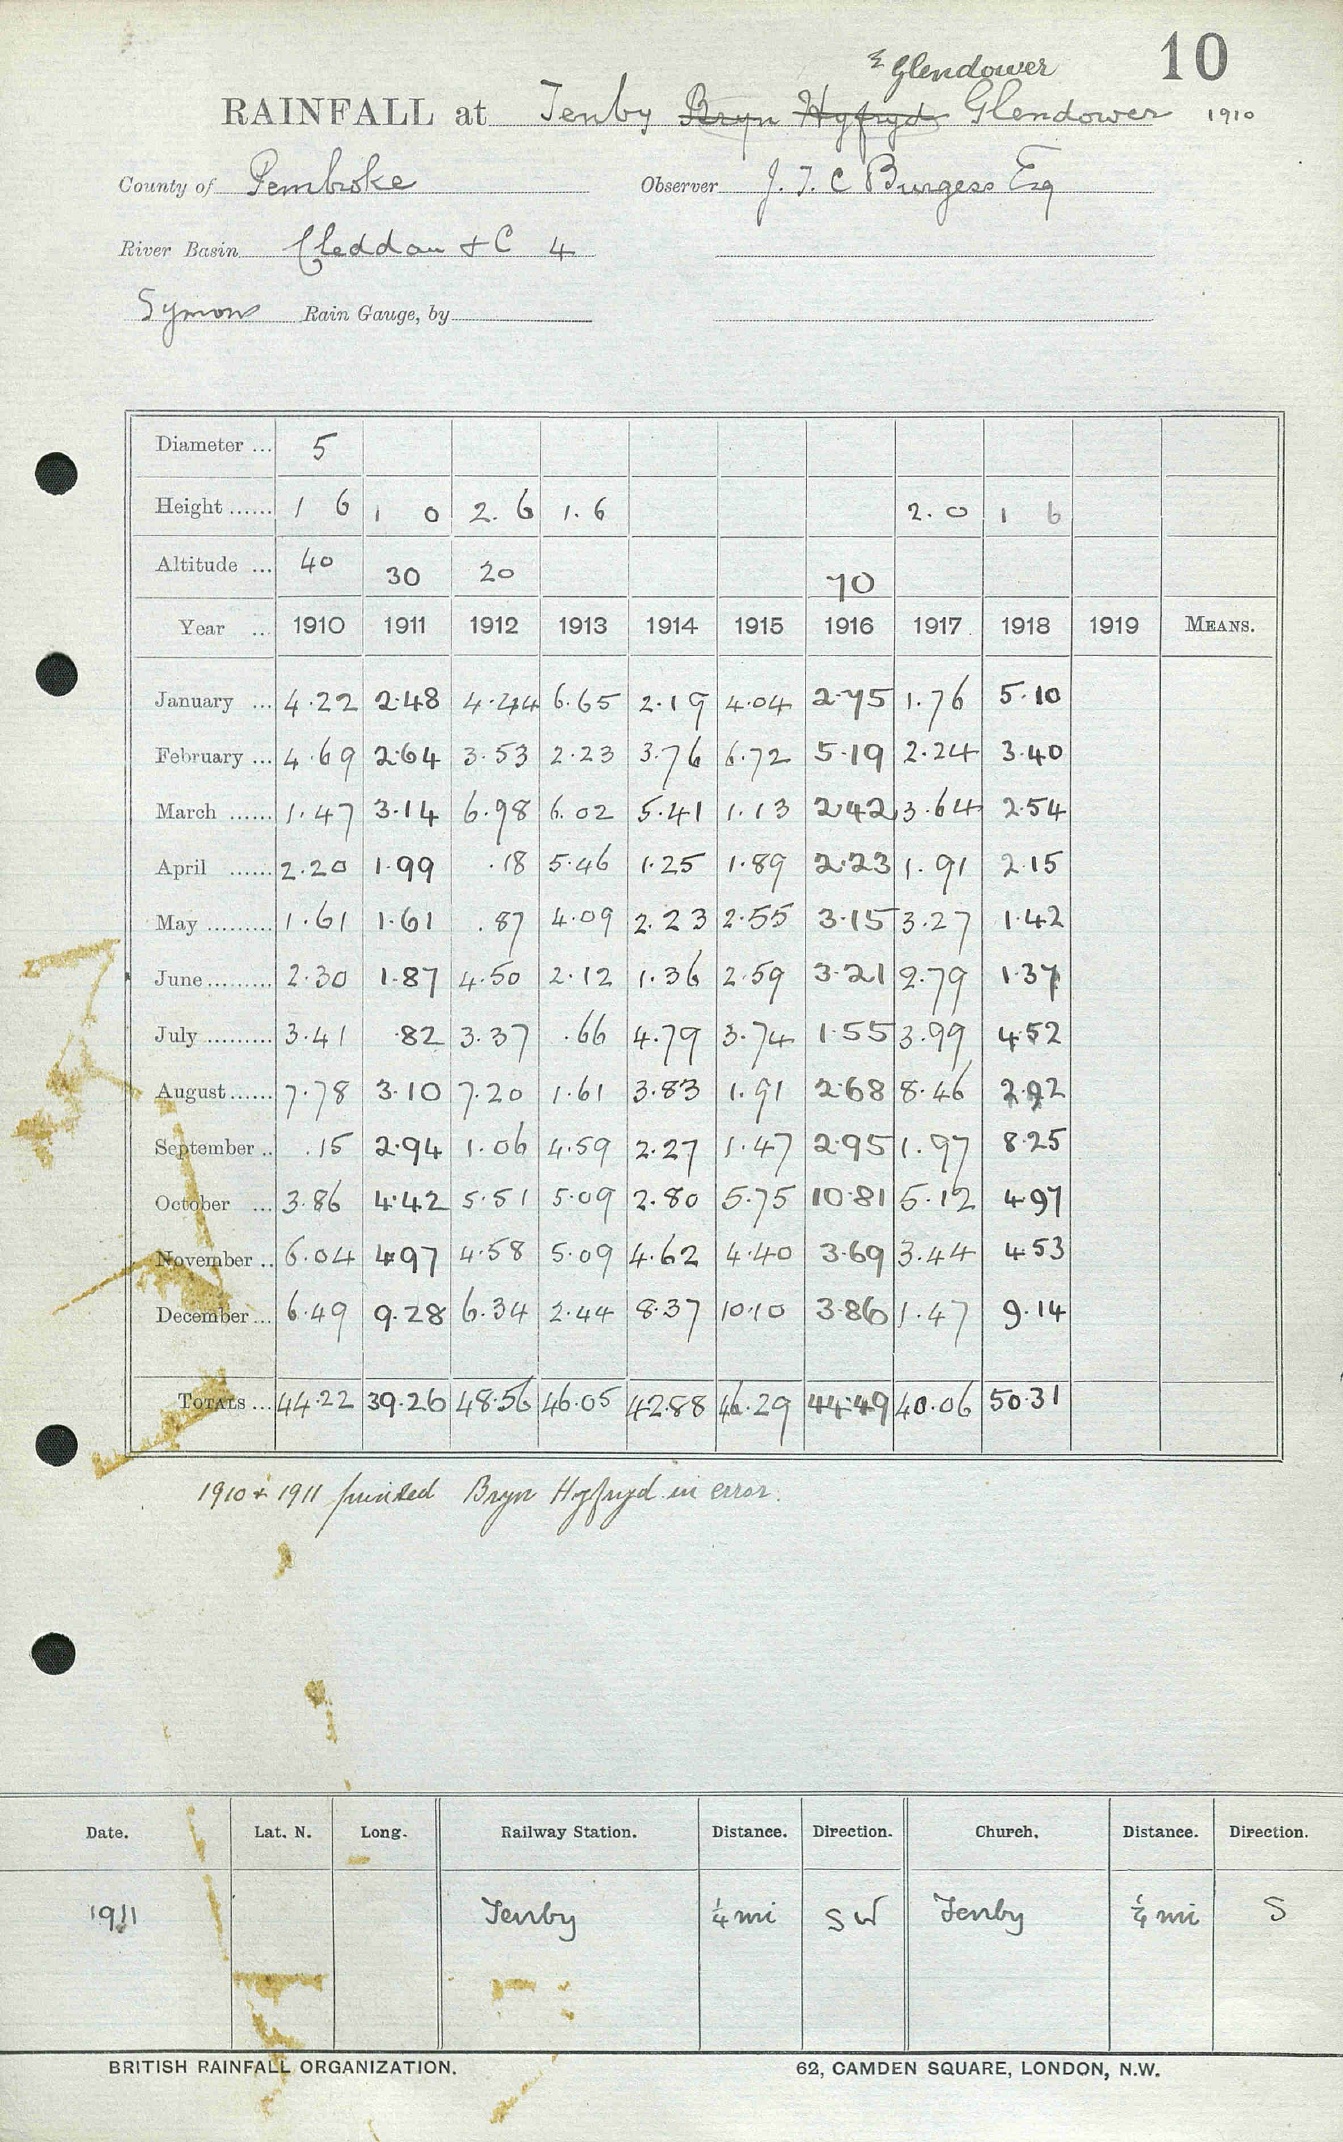 10
& Glendower
RAINFALL at Tenby Bryn Hyfryd Glendower 1910
County of Pembroke Observer J. T. C Burgess Esq
River Basin Cleddau & C 4
Symons Rain Gauge, by
Diameter ... 5
Height ...... 1 6 1 0 2. 6 1. 6 2. 0 1 6
Altitude ... 40 30 20 70
Year ... 1910 1911 1912 1913 1914 1915 1916 1917 1918 1919 MEANS.
January ... 4.22 2.48 4.44 6.65 2.19 4.04 2.75 1.76 5.10
February ... 4.69 2.64 3.53 2.23 3.76 6.72 5.19 2.24 3.40
March ...... 1.47 3.14 6.98 6.02 5.41 1.13 2.42 3.64 2.54
April ...... 2.20 1.99 .18 5.46 1.25 1.89 2.23 1.91 2.15
May ......... 1.61 1.61 .87 4.09 2.23 2.55 3.15 3.27 1.42
June ......... 2.30 1.87 4.50 2.12 1.36 2.59 3.21 2.79 1.37
July ......... 3.41 .82 3.37 .66 4.79 3.74 1.55 3.99 4.52
August ...... 7.78 3.10 7.20 1.61 3.83 1.91 2.68 8.46 2.92
September .. .15 2.94 1.06 4.59 2.27 1.47 2.95 1.97 8.25
October ... 3.86 4.42 5.51 5.09 2.80 5.75 10.81 5.12 4.97
November .. 6.04 4.97 4.58 5.09 4.62 4.40 3.69 3.44 4.53
December ... 6.49 9.28 6.34 2.44 8.37 10.10 3.86 1.47 9.14
TOTALS ... 44.22 39.26 48.56 46.05 42.88 46.29 44.49 40.06 50.31
1910 & 1911 printed Bryn Hyfryd in error.
Date. Lat. N. Long. Railway Station. Distance. Direction. Church. Distance. Direction.
1911 Tenby ¼ mi SW Tenby ¼ mi S
BRITISH RAINFALL ORGANIZATION. 62, CAMDEN SQUARE, LONDON, N.W.